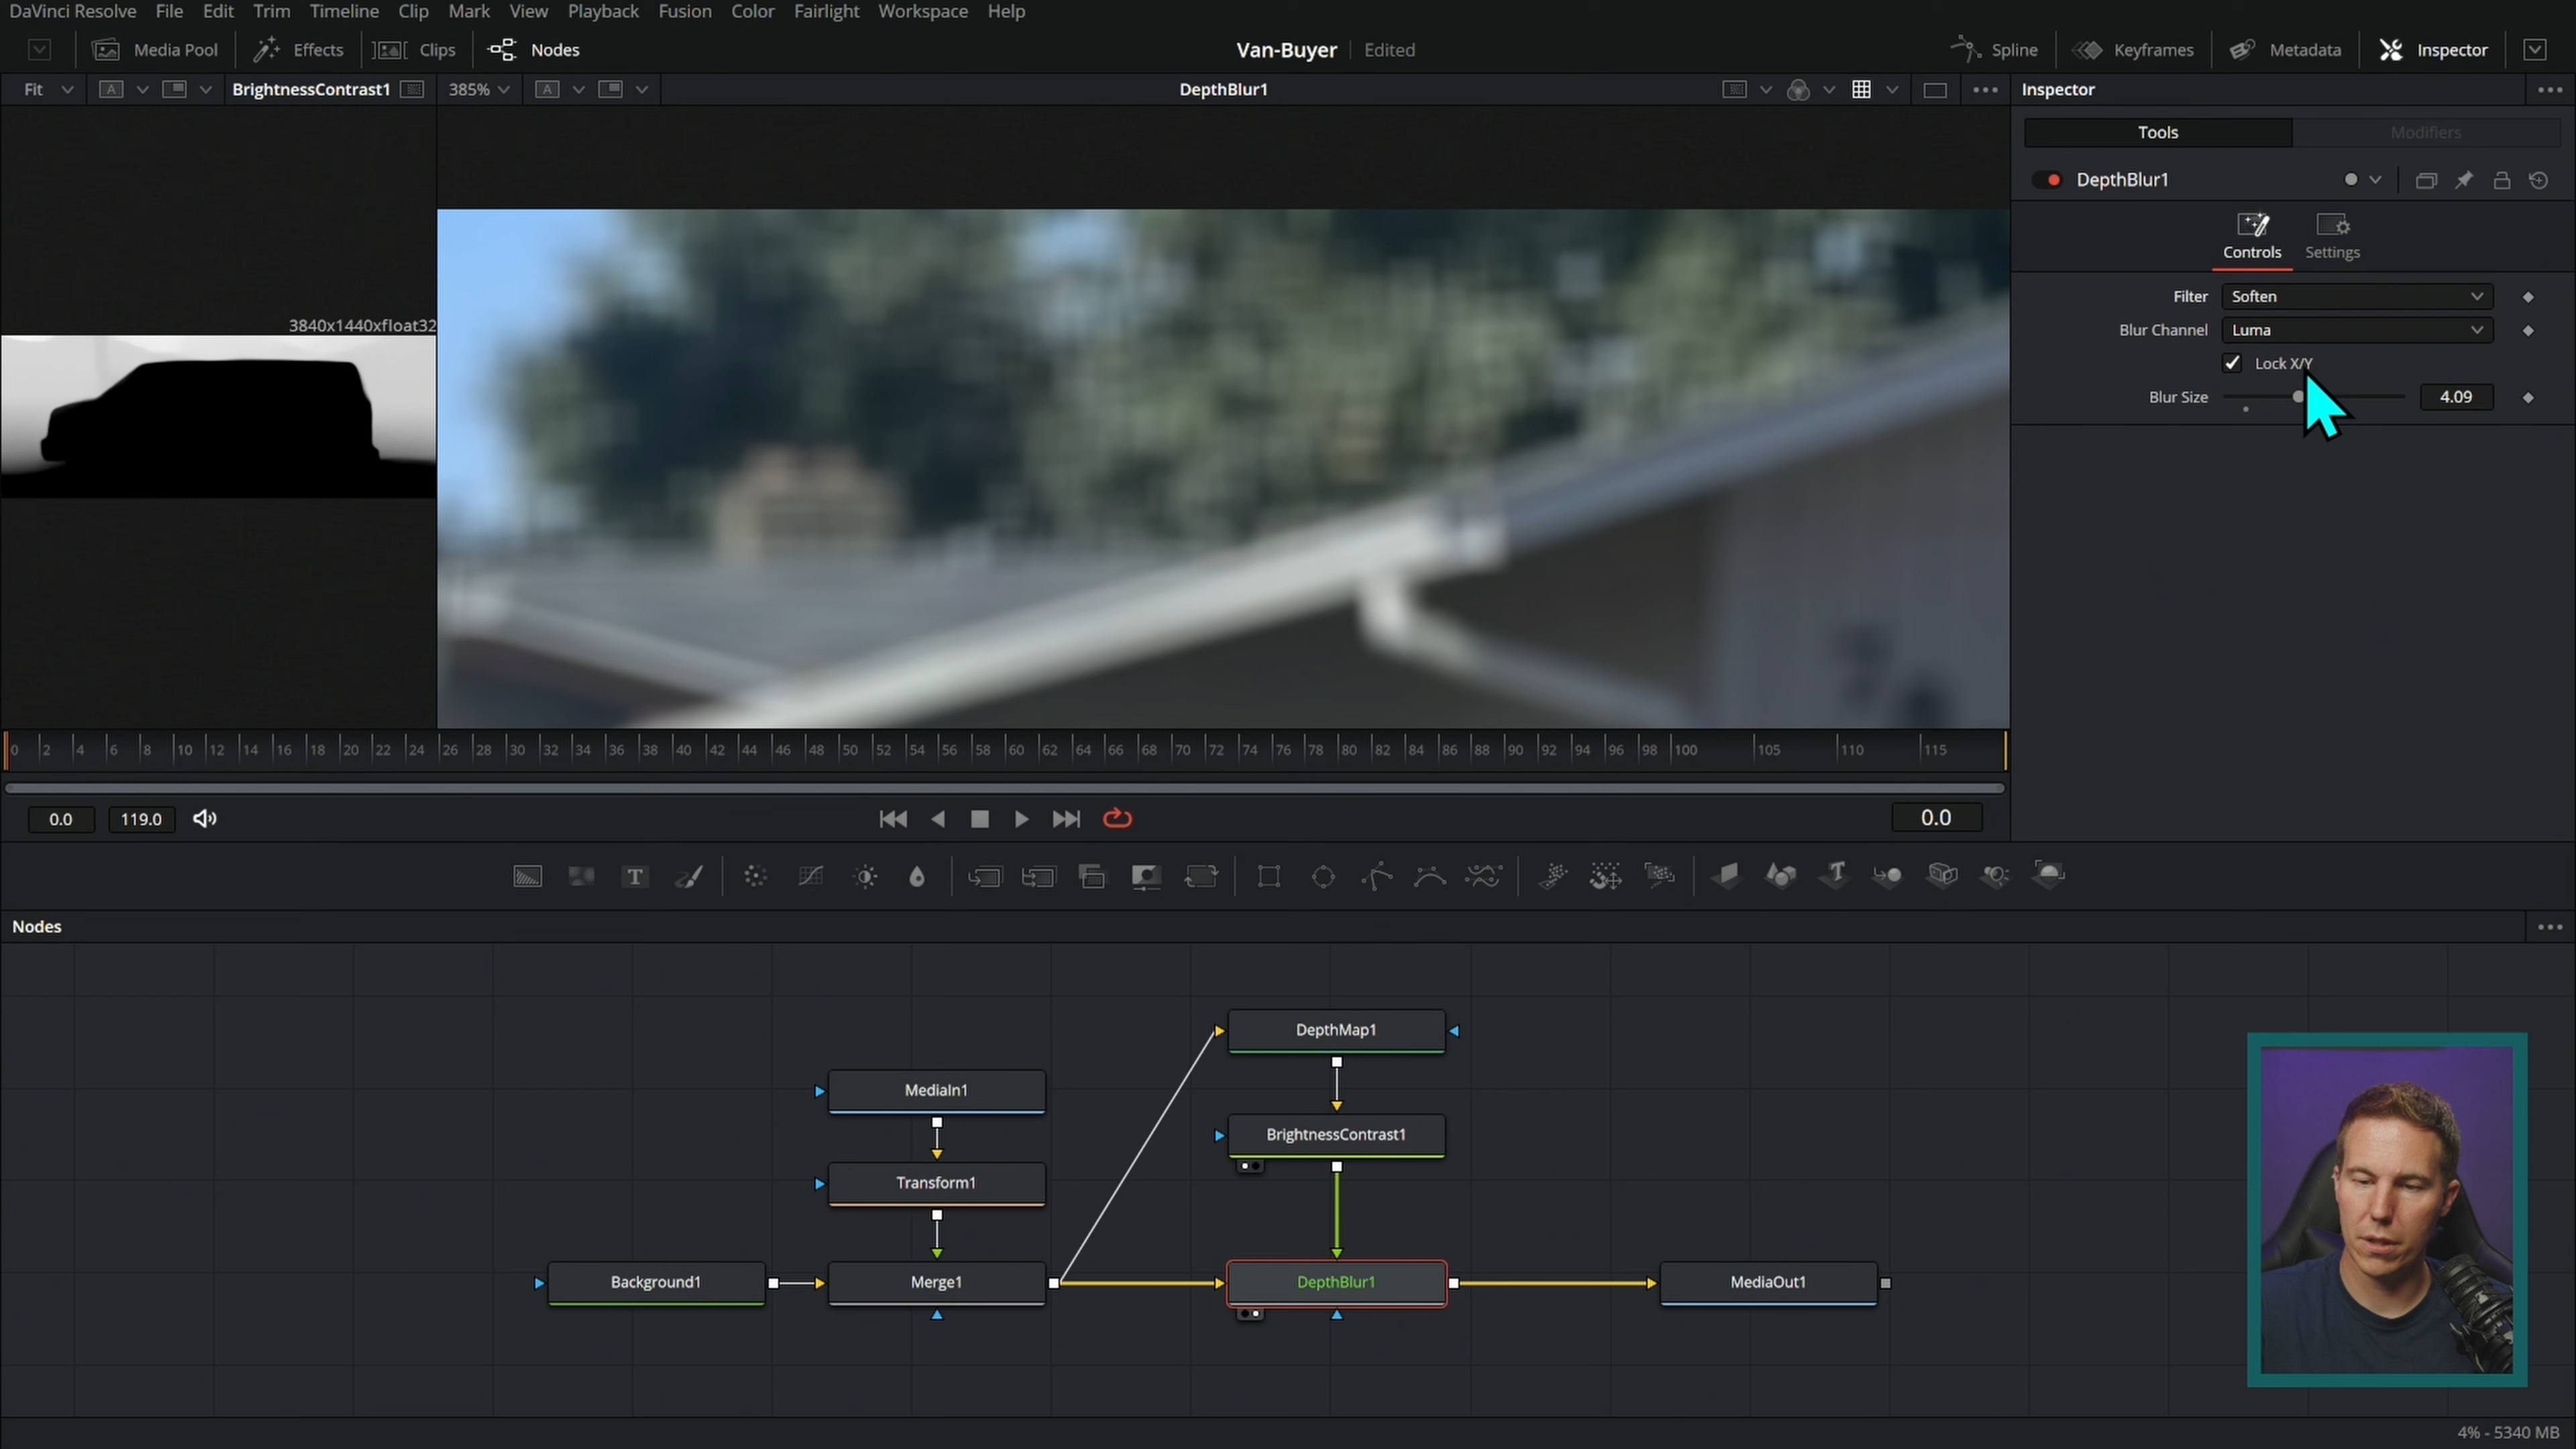 DaVinci Resolve File Edit Trim Timeline Clip Mark View Playback Fusion Color Fairlight Workspace Help
Media Pool Effects Clips Nodes Van-Buyer Edited Spline Keyframes Metadata Inspector
Fit A BrightnessContrast1 385% A DepthBlur1 Inspector
Tools Modifiers
DepthBlur1
Controls Settings
Filter Soften
3840x1440xfloat32
Blur Channel Luma
Lock X/Y
Blur Size 4.09
0 2 4 6 8 10 12 14 16 18 20 22 24 26 28 30 32 34 36 38 40 42 44 46 48 50 52 54 56 58 60 62 64 66 68 70 72 74 76 78 80 82 84 86 88 90 92 94 96 98 100 105 110 115
0.0 119.0 0.0
T T
Nodes
DepthMap1
MediaIn1
BrightnessContrast1
Transform1
Background1 Merge1 DepthBlur1 MediaOut1
4% - 5340 MB